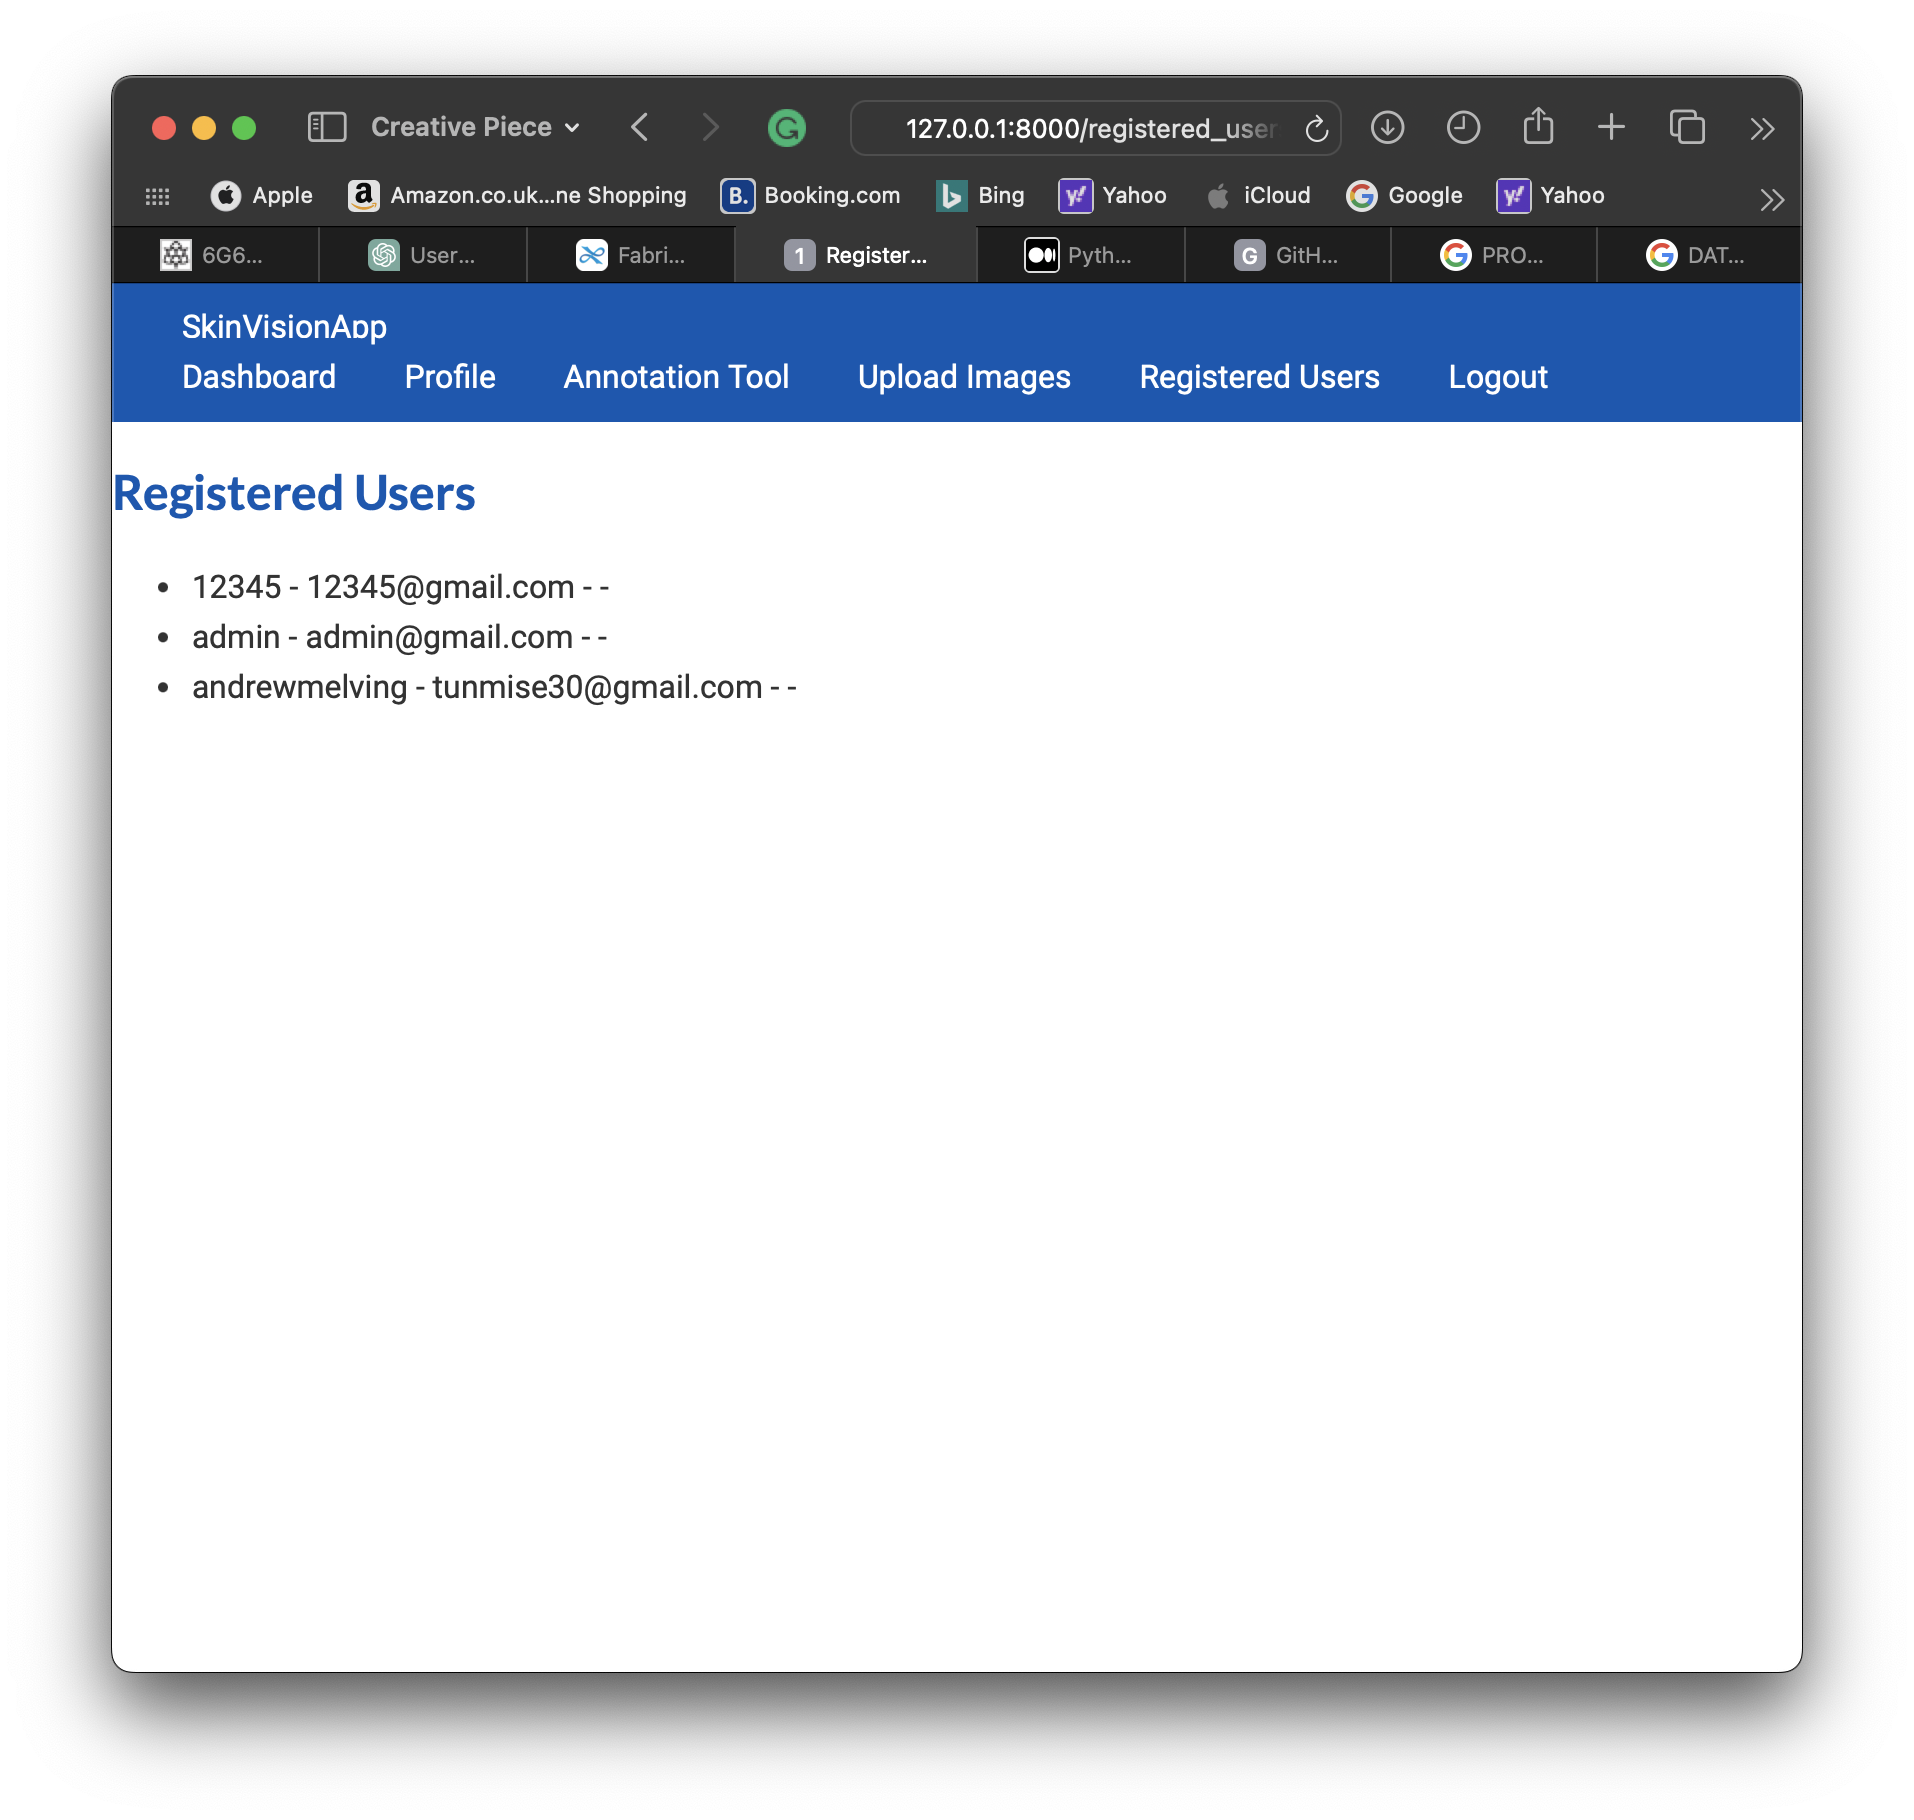 Creative Piece
127.0.0.1:8000/registered_user
Apple
Amazon.co.uk...ne Shopping
B. Booking.com
Bing
Yahoo
iCloud
Google
Yahoo
6G6...
User...
Fabri...
1 Register...
Pyth...
G GitH...
PRO...
DAT...
SkinVisionApp
Dashboard Profile Annotation Tool Upload Images Registered Users Logout
Registered Users
• 12345 - 12345@gmail.com - -
• admin - admin@gmail.com - -
• andrewmelving - tunmise30@gmail.com - -